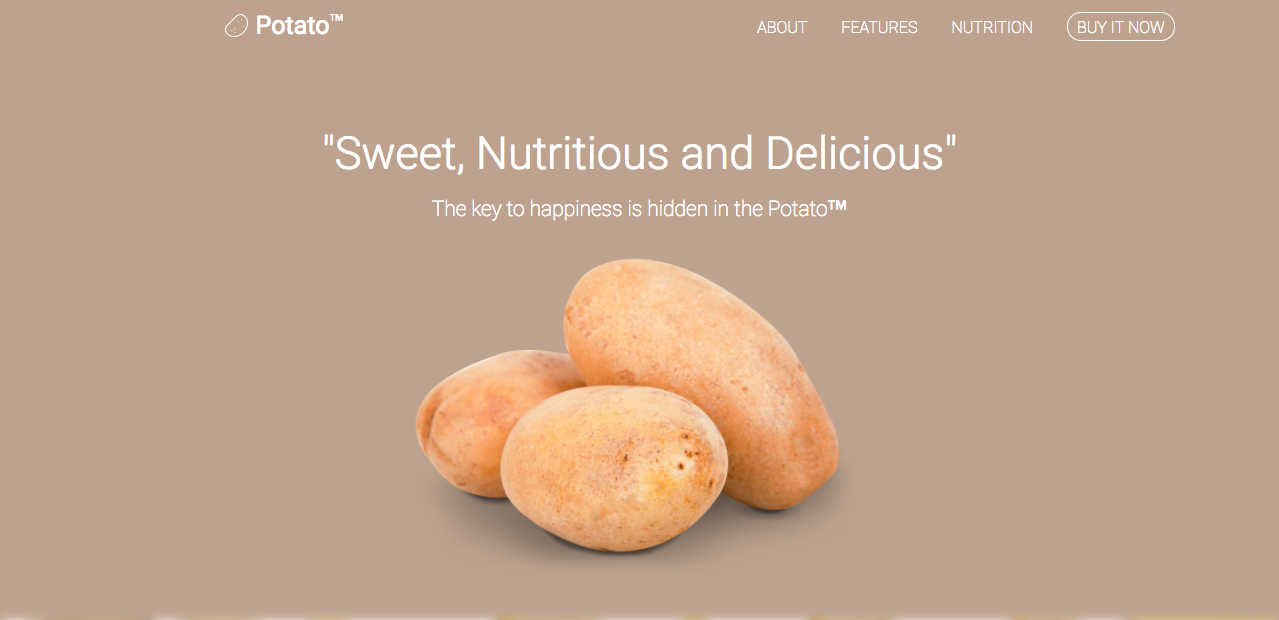 Potato™
ABOUT FEATURES NUTRITION BUY IT NOW
"Sweet, Nutritious and Delicious"
The key to happiness is hidden in the Potato™